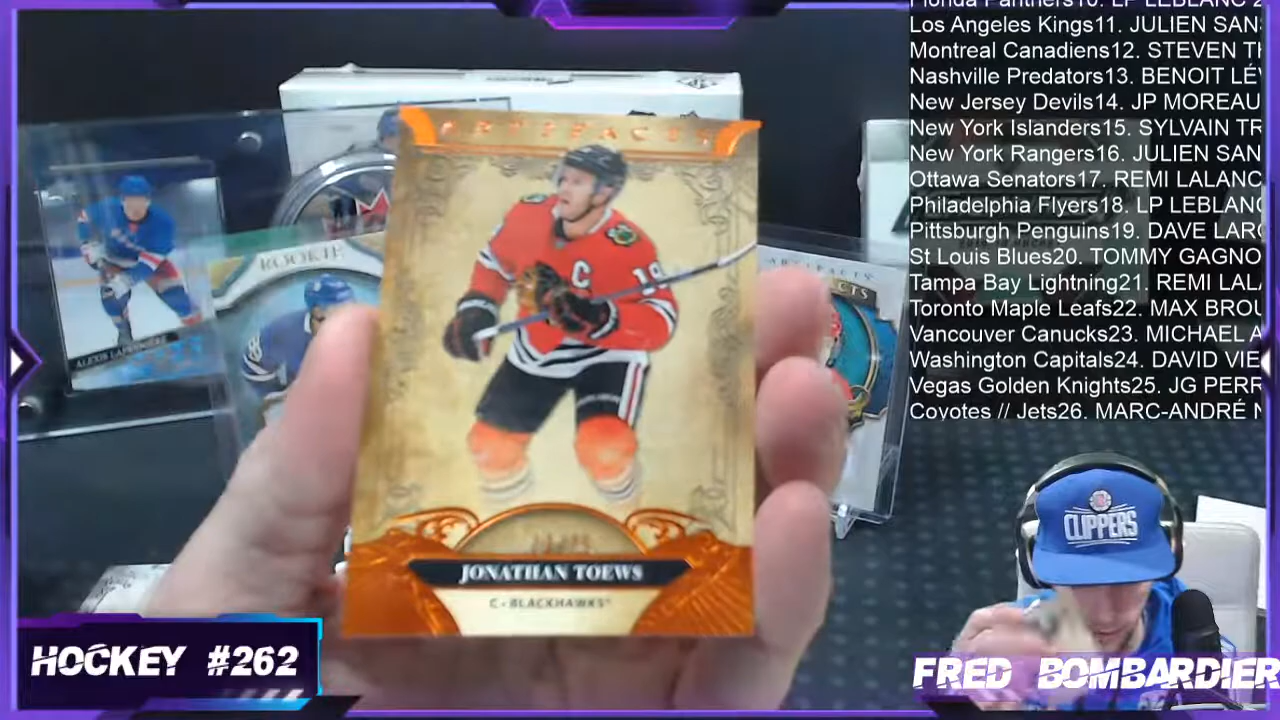 Florida Panthers10. LP LEBLANC
Los Angeles Kings11. JULIEN SAN
Montreal Canadiens12. STEVEN
Nashville Predators13. BENOIT LÉ
New Jersey Devils14. JP MOREAU
New York Islanders15. SYLVAIN TR
New York Rangers16. JULIEN SAN
Ottawa Senators17. REMI LALANC
Philadelphia Flyers18. LP LEBLANC
Pittsburgh Penguins19. DAVE LARO
St Louis Blues20. TOMMY GAGNO
Tampa Bay Lightning21. REMI LALA
Toronto Maple Leafs22. MAX BROU
Vancouver Canucks23. MICHAEL A
Washington Capitals24. DAVID VIE
Vegas Golden Knights25. JG PERR
Coyotes // Jets26. MARC-ANDRÉ N
ARTIFACTS
C 19
JONATHAN TOEWS
C • BLACKHAWKS
ROOKIE
ARTIFACTS
CLIPPERS
HOCKEY #262
FRED BOMBARDIER